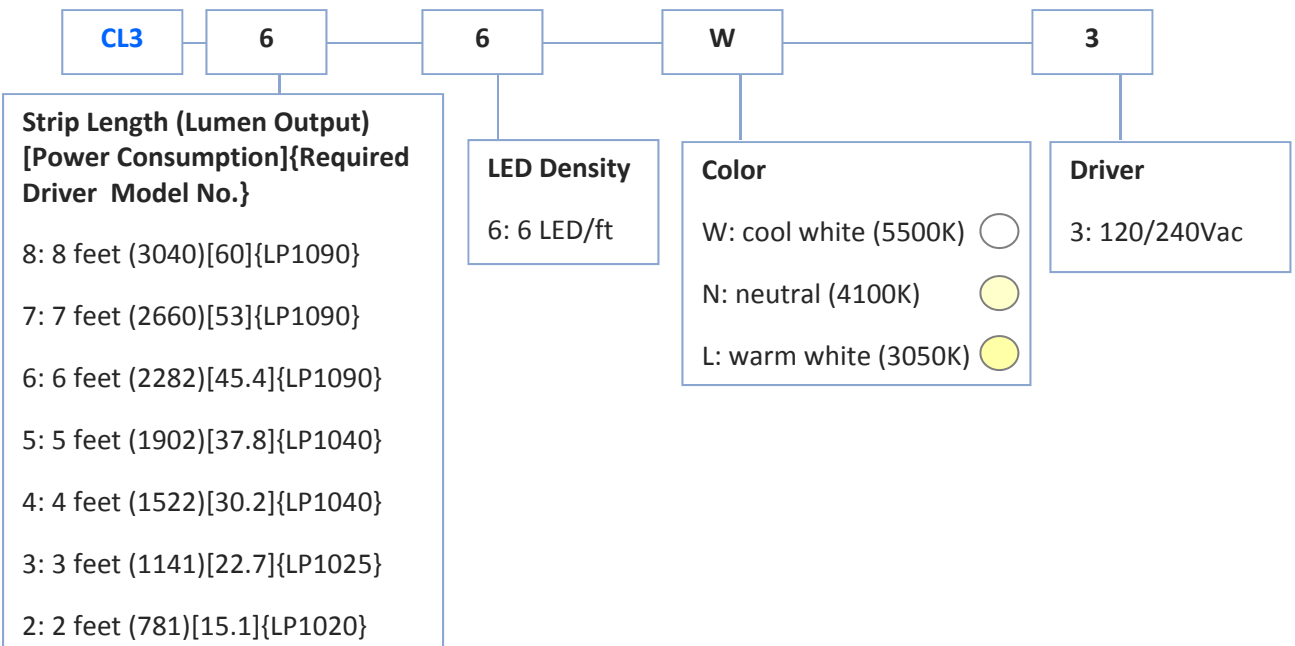 CL3 6 6 W 3
Strip Length (Lumen Output)
[Power Consumption]{Required
Driver Model No.}
8: 8 feet (3040)[60]{LP1090}
7: 7 feet (2660)[53]{LP1090}
6: 6 feet (2282)[45.4]{LP1090}
5: 5 feet (1902)[37.8]{LP1040}
4: 4 feet (1522)[30.2]{LP1040}
3: 3 feet (1141)[22.7]{LP1025}
2: 2 feet (781)[15.1]{LP1020}
LED Density
6: 6 LED/ft
Color
W: cool white (5500K)
N: neutral (4100K)
L: warm white (3050K)
Driver
3: 120/240Vac